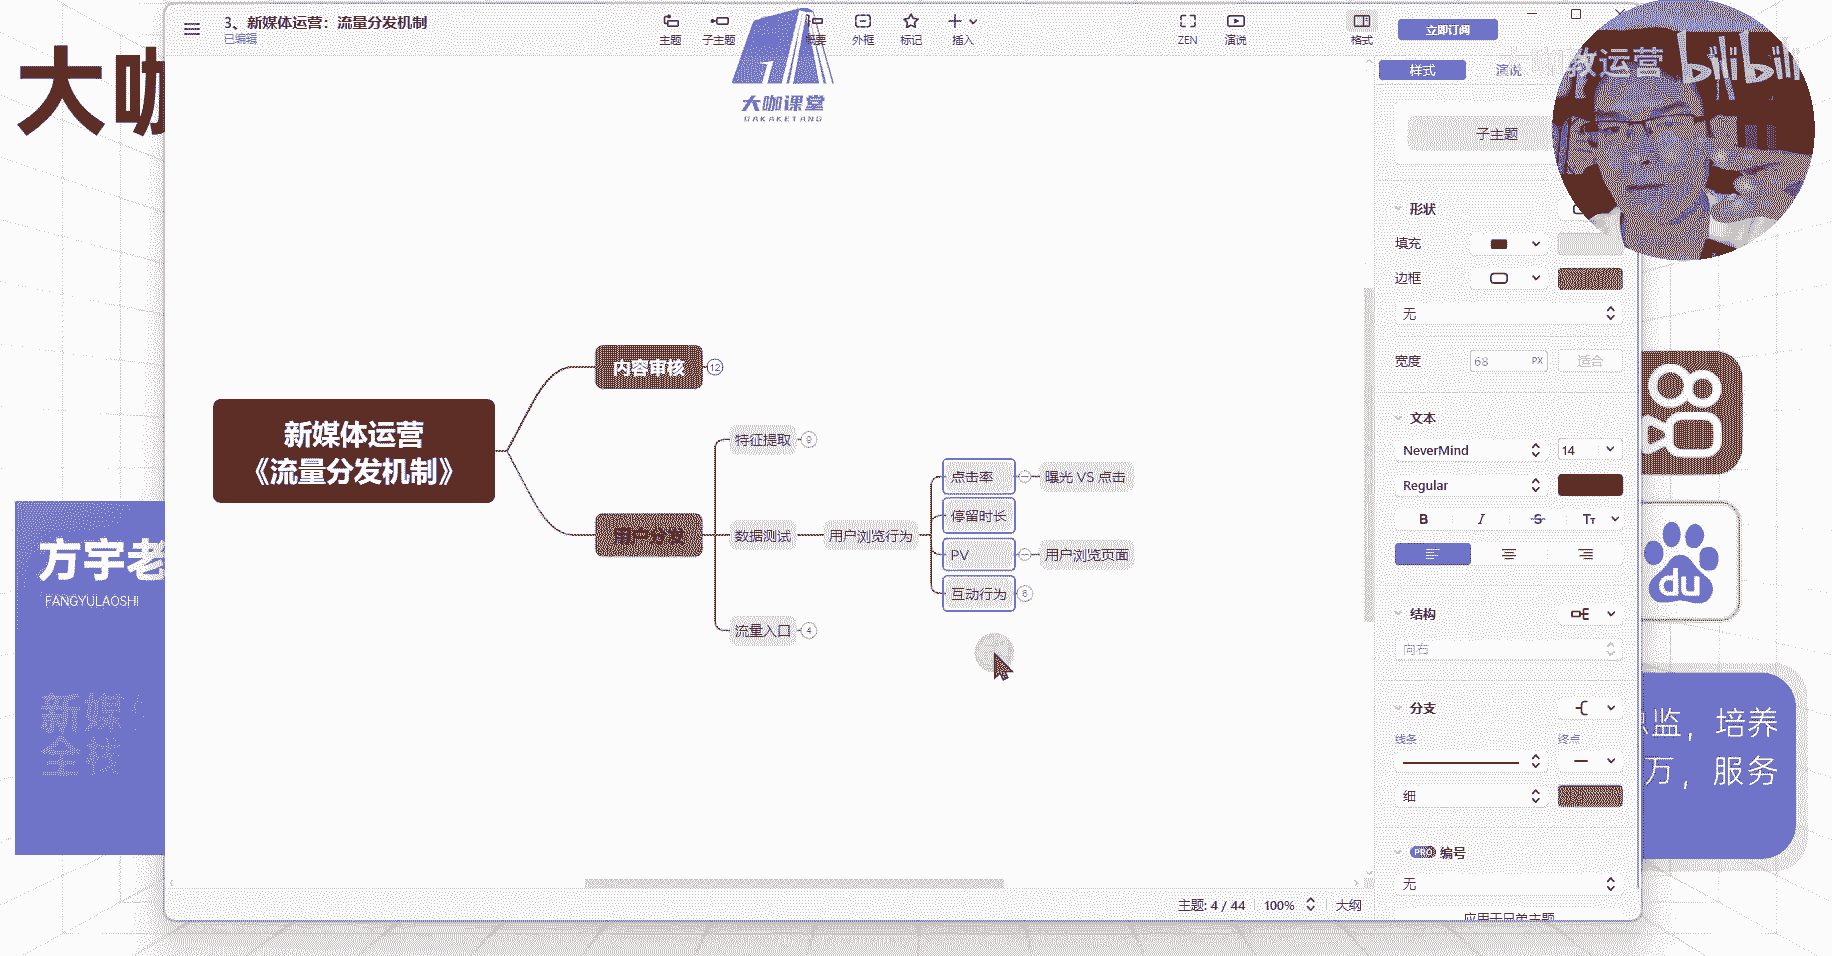 大咖
3、新媒体运营：流量分发机制
已编辑
主题
子主题
概要
外框
标记
插入
ZEN
演说
格式
立即订阅
大咖课堂
DAKAKETANG
教运营
bilibili
样式
演说
子主题
形状
填充
边框
无
宽度
68
PX
适合
文本
NeverMind
14
Regular
B
I
S
Tт
结构
向右
分支
线条
终点
细
PRO 编号
无
新媒体运营
《流量分发机制》
内容审核
12
用户分发
特征提取
9
数据测试
用户浏览行为
点击率
曝光 VS 点击
停留时长
PV
用户浏览页面
互动行为
6
流量入口
4
方宇老
FANGYULAOSHI
新媒
全栈
du
总监，培养
万，服务
主题: 4 / 44
100%
大纲